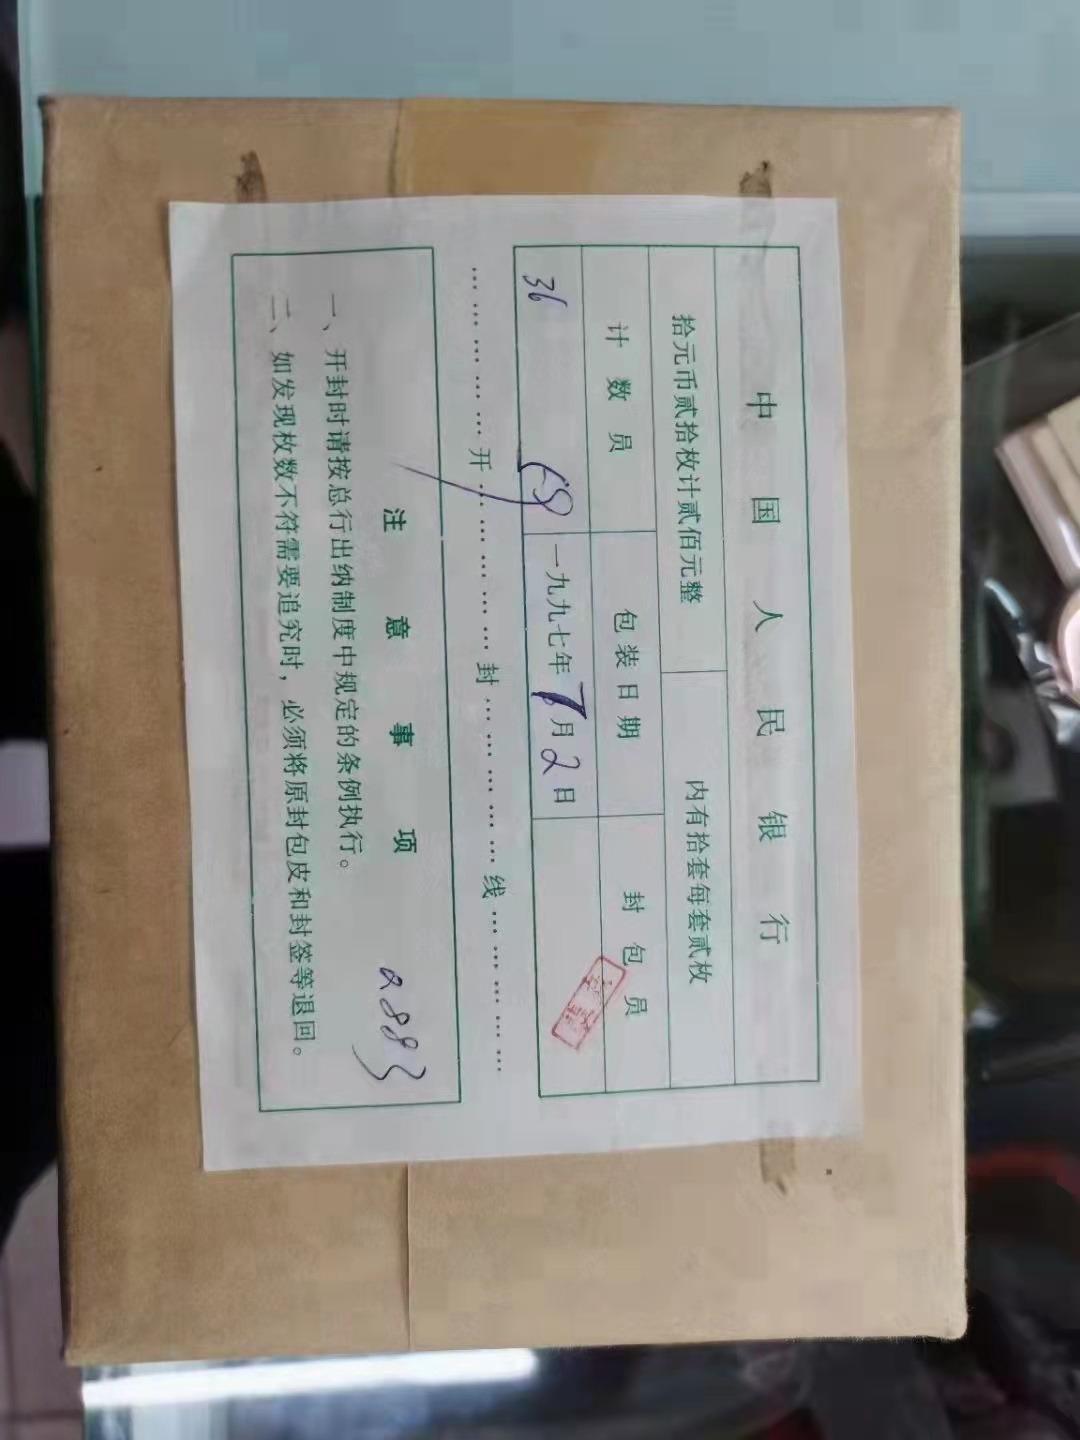 中国人民银行
拾元币贰拾枚计贰佰元整 内有拾套每套贰枚
计数员 包装日期 封包员
36 一九九七年7月2日
开 封 线
注意事项
一、开封时请按总行出纳制度中规定的条例执行。
二、如发现枚数不符需要追究时，必须将原封包皮和封签等退回。
2883